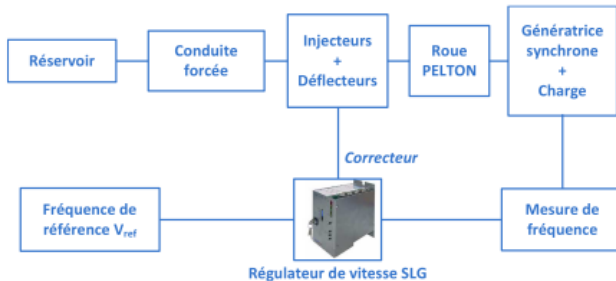 Réservoir
Conduite
forcée
Injecteurs
+
Déflecteurs
Roue
PELTON
Génératrice
synchrone
+
Charge
Correcteur
Fréquence de
référence Vref
Mesure de
fréquence
Régulateur de vitesse SLG